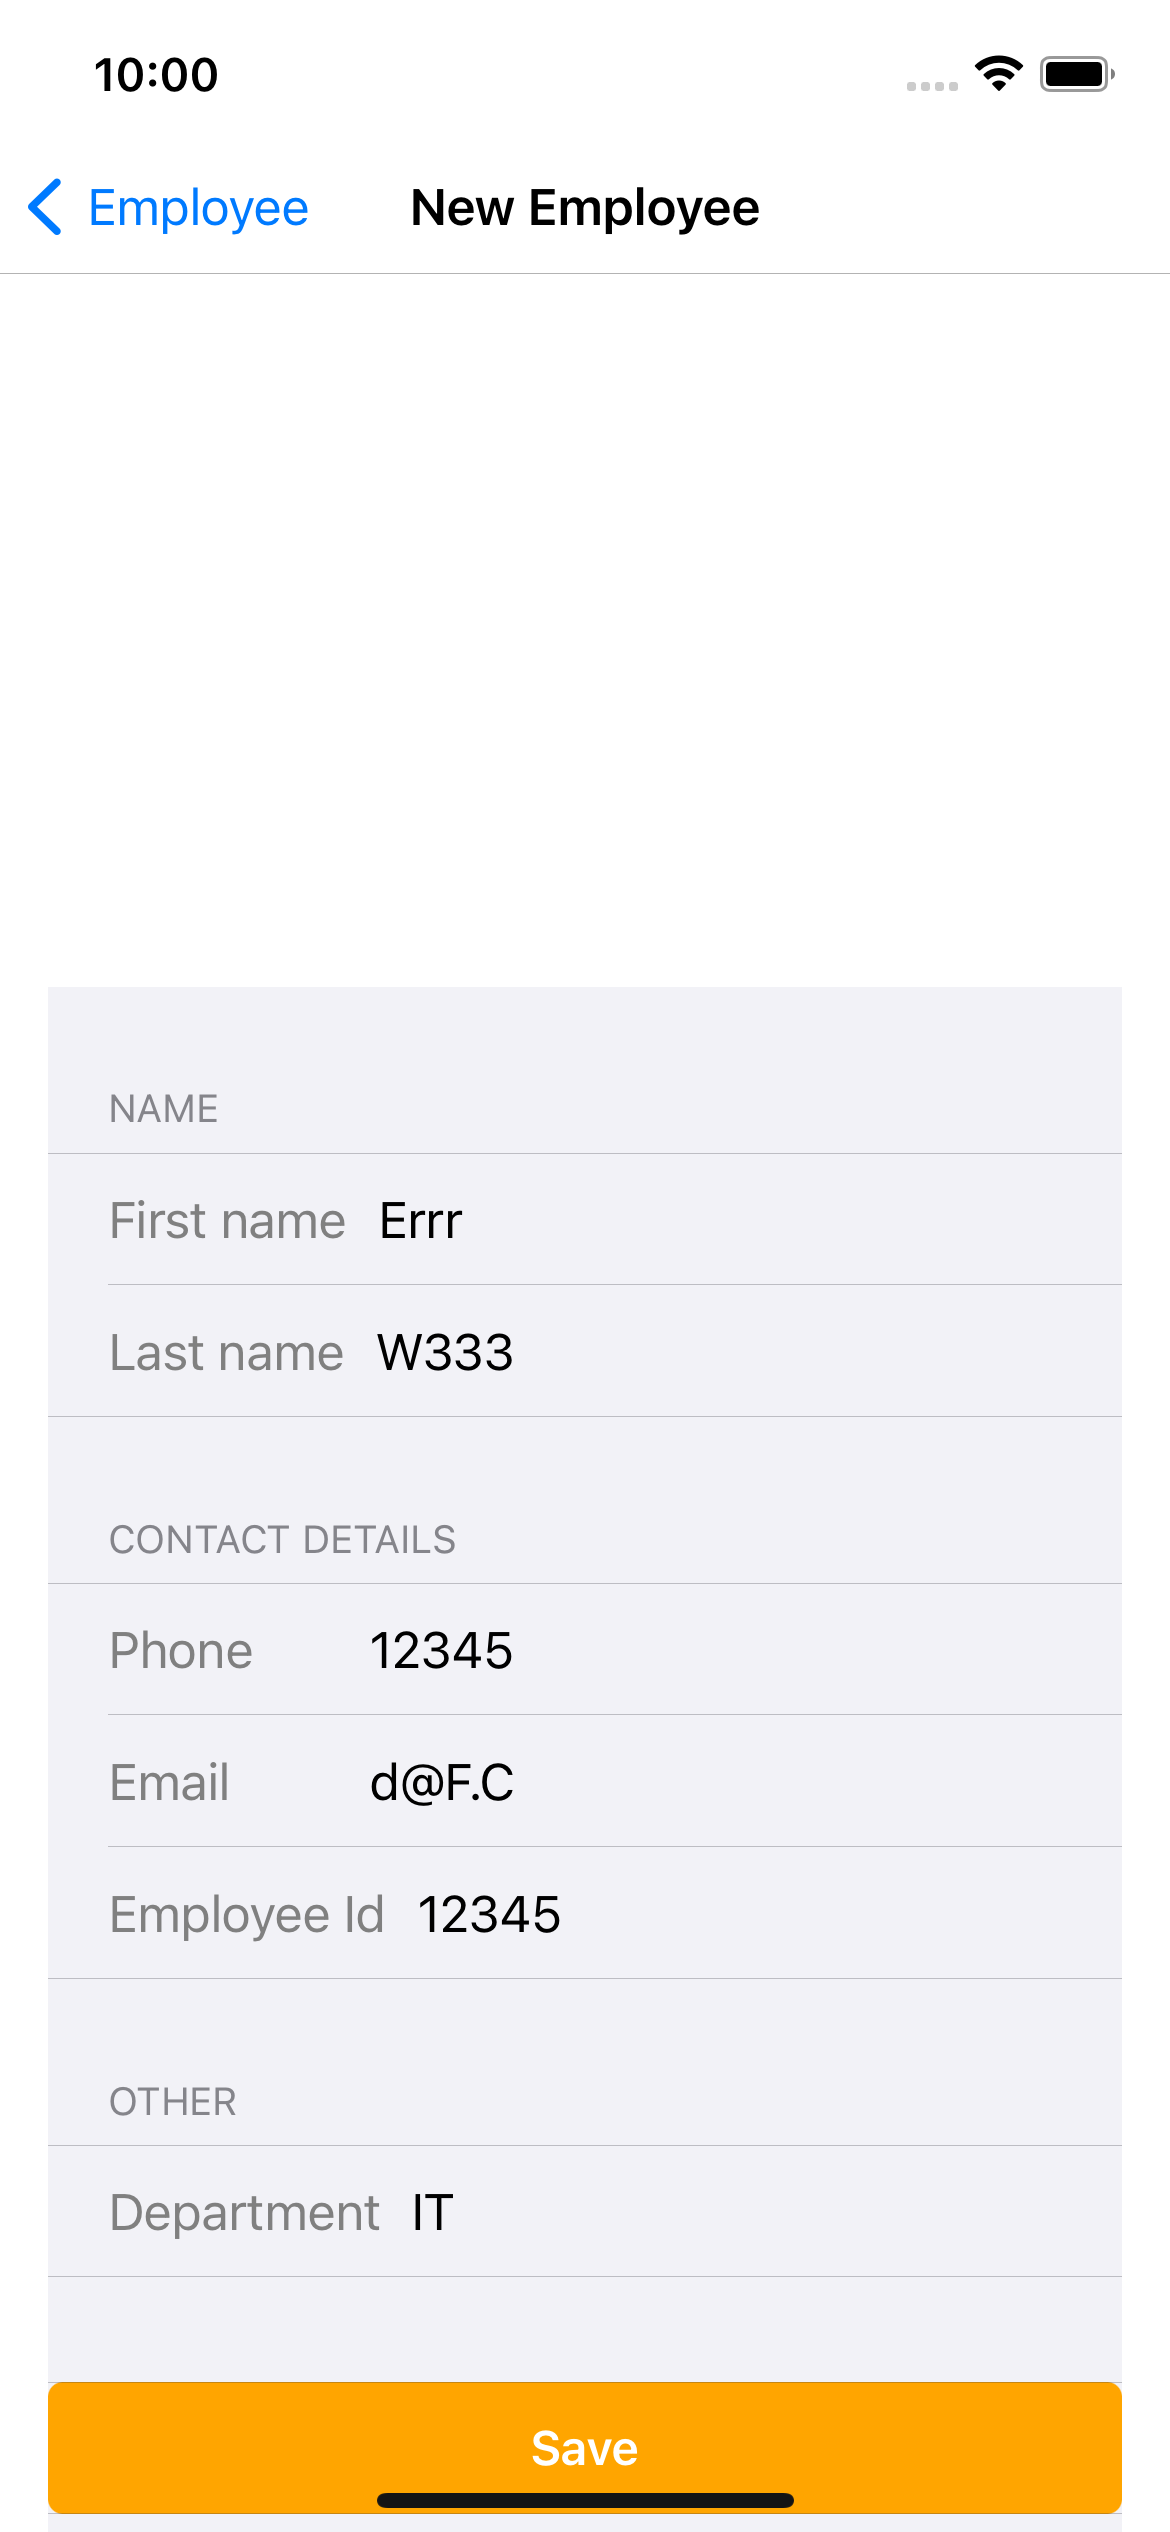 10:00
Employee New Employee
NAME
First name Errr
Last name W333
CONTACT DETAILS
Phone 12345
Email d@F.C
Employee Id 12345
OTHER
Department IT
Save